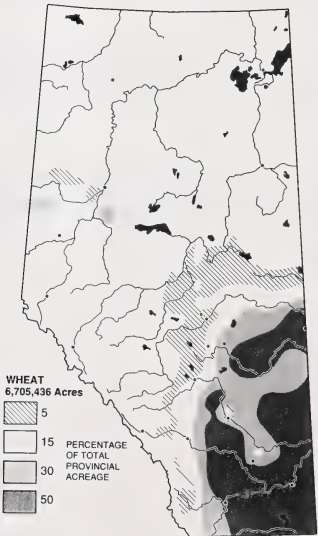 WHEAT
6,705,436 Acres
5
15 PERCENTAGE
OF TOTAL
30 PROVINCIAL
ACREAGE
50